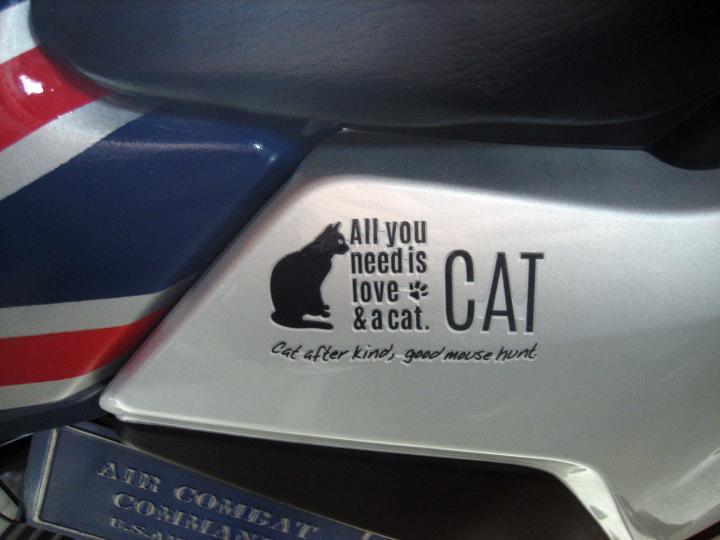 All you
need is
love
& a cat.
CAT
Cat after kind, good mouse hunt
AIR COMBAT
COMMAND